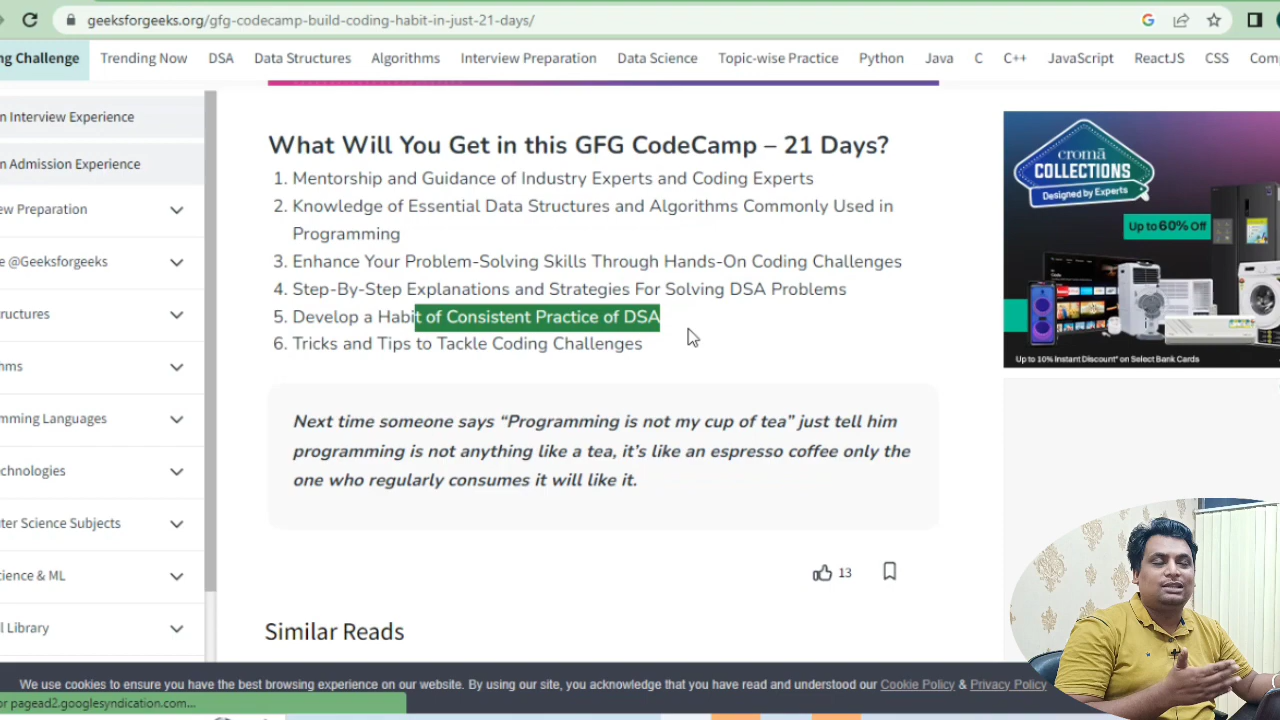 geeksforgeeks.org/gfg-codecamp-build-coding-habit-in-just-21-days/
ng Challenge Trending Now DSA Data Structures Algorithms Interview Preparation Data Science Topic-wise Practice Python Java C C++ JavaScript ReactJS CSS Com
n Interview Experience
n Admission Experience
ew Preparation
e @Geeksforgeeks
tructures
hms
mming Languages
echnologies
ter Science Subjects
cience & ML
l Library
What Will You Get in this GFG CodeCamp – 21 Days?
1. Mentorship and Guidance of Industry Experts and Coding Experts
2. Knowledge of Essential Data Structures and Algorithms Commonly Used in
Programming
3. Enhance Your Problem-Solving Skills Through Hands-On Coding Challenges
4. Step-By-Step Explanations and Strategies For Solving DSA Problems
5. Develop a Habit of Consistent Practice of DSA
6. Tricks and Tips to Tackle Coding Challenges
Next time someone says “Programming is not my cup of tea” just tell him
programming is not anything like a tea, it’s like an espresso coffee only the
one who regularly consumes it will like it.
13
Similar Reads
cromā
COLLECTIONS
Designed by Experts
Up to 60% Off
Up to 10% Instant Discount* on Select Bank Cards
We use cookies to ensure you have the best browsing experience on our website. By using our site, you acknowledge that you have read and understood our Cookie Policy & Privacy Policy
or pagead2.googlesyndication.com...